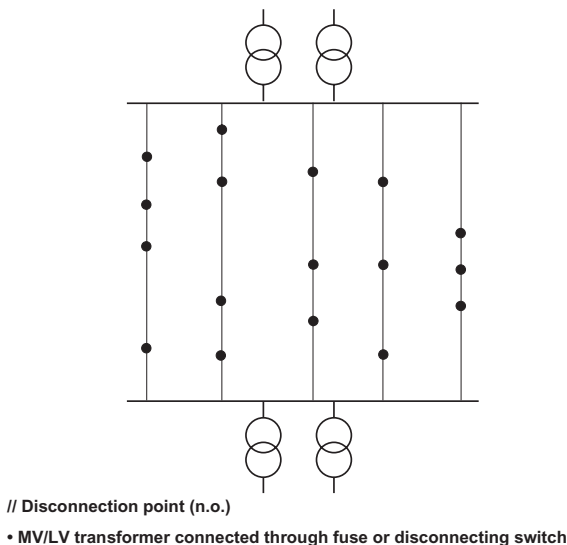 // Disconnection point (n.o.)
• MV/LV transformer connected through fuse or disconnecting switch